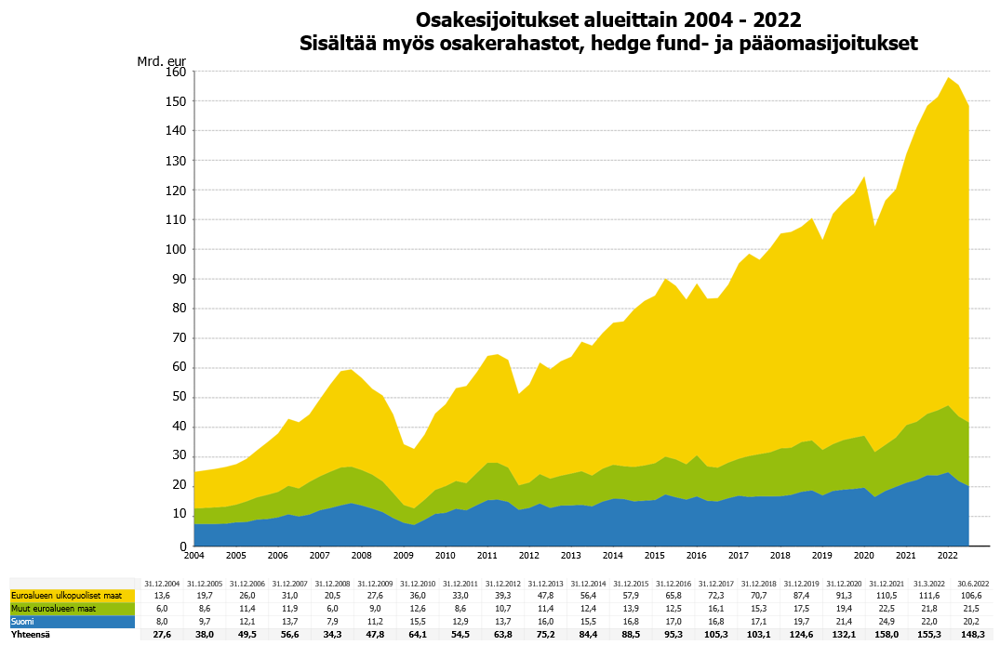 Osakesijoitukset alueittain 2004 - 2022
Sisältää myös osakerahastot, hedge fund- ja pääomasijoitukset
Mrd. eur
160
150
140
130
120
110
100
90
80
70
60
50
40
30
20
10
0
2004 2005 2006 2007 2008 2009 2010 2011 2012 2013 2014 2015 2016 2017 2018 2019 2020 2021 2022
31.12.2004 31.12.2005 31.12.2006 31.12.2007 31.12.2008 31.12.2009 31.12.2010 31.12.2011 31.12.2012 31.12.2013 31.12.2014 31.12.2015 31.12.2016 31.12.2017 31.12.2018 31.12.2019 31.12.2020 31.12.2021 31.3.2022 30.6.2022
Euroalueen ulkopuoliset maat 13,6 19,7 26,0 31,0 20,5 27,6 36,0 33,0 39,3 47,8 56,4 57,9 65,8 72,3 70,7 87,4 91,3 110,5 111,6 106,6
Muut euroalueen maat 6,0 8,6 11,4 11,9 6,0 9,0 12,6 8,6 10,7 11,4 12,4 13,9 12,5 16,1 15,3 17,5 19,4 22,5 21,8 21,5
Suomi 8,0 9,7 12,1 13,7 7,9 11,2 15,5 12,9 13,7 16,0 15,5 16,8 17,0 16,8 17,1 19,7 21,4 24,9 22,0 20,2
Yhteensä 27,6 38,0 49,5 56,6 34,3 47,8 64,1 54,5 63,8 75,2 84,4 88,5 95,3 105,3 103,1 124,6 132,1 158,0 155,3 148,3